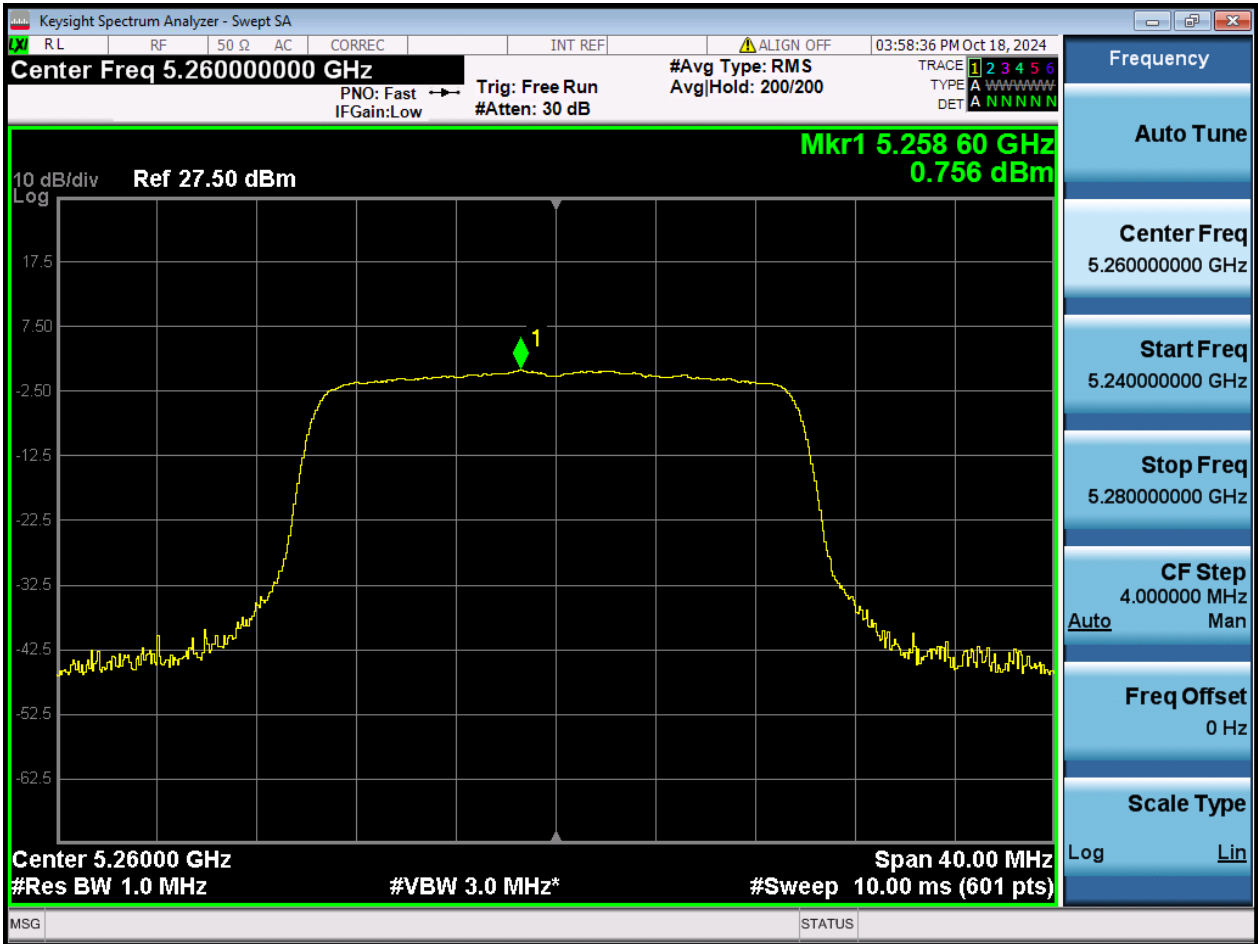 Keysight Spectrum Analyzer - Swept SA
LXI RL RF 50 Ω AC CORREC INT REF ALIGN OFF 03:58:36 PM Oct 18, 2024
Center Freq 5.260000000 GHz
PNO: Fast
IFGain:Low
Trig: Free Run
#Atten: 30 dB
#Avg Type: RMS
Avg|Hold: 200/200
TRACE 1 2 3 4 5 6
TYPE A WWWWW
DET A N N N N N
Mkr1 5.258 60 GHz
0.756 dBm
10 dB/div Ref 27.50 dBm
Log
1
17.5
7.50
-2.50
-12.5
-22.5
-32.5
-42.5
-52.5
-62.5
Center 5.26000 GHz Span 40.00 MHz
#Res BW 1.0 MHz #VBW 3.0 MHz* #Sweep 10.00 ms (601 pts)
MSG STATUS
Frequency
Auto Tune
Center Freq
5.260000000 GHz
Start Freq
5.240000000 GHz
Stop Freq
5.280000000 GHz
CF Step
4.000000 MHz
Auto Man
Freq Offset
0 Hz
Scale Type
Log Lin